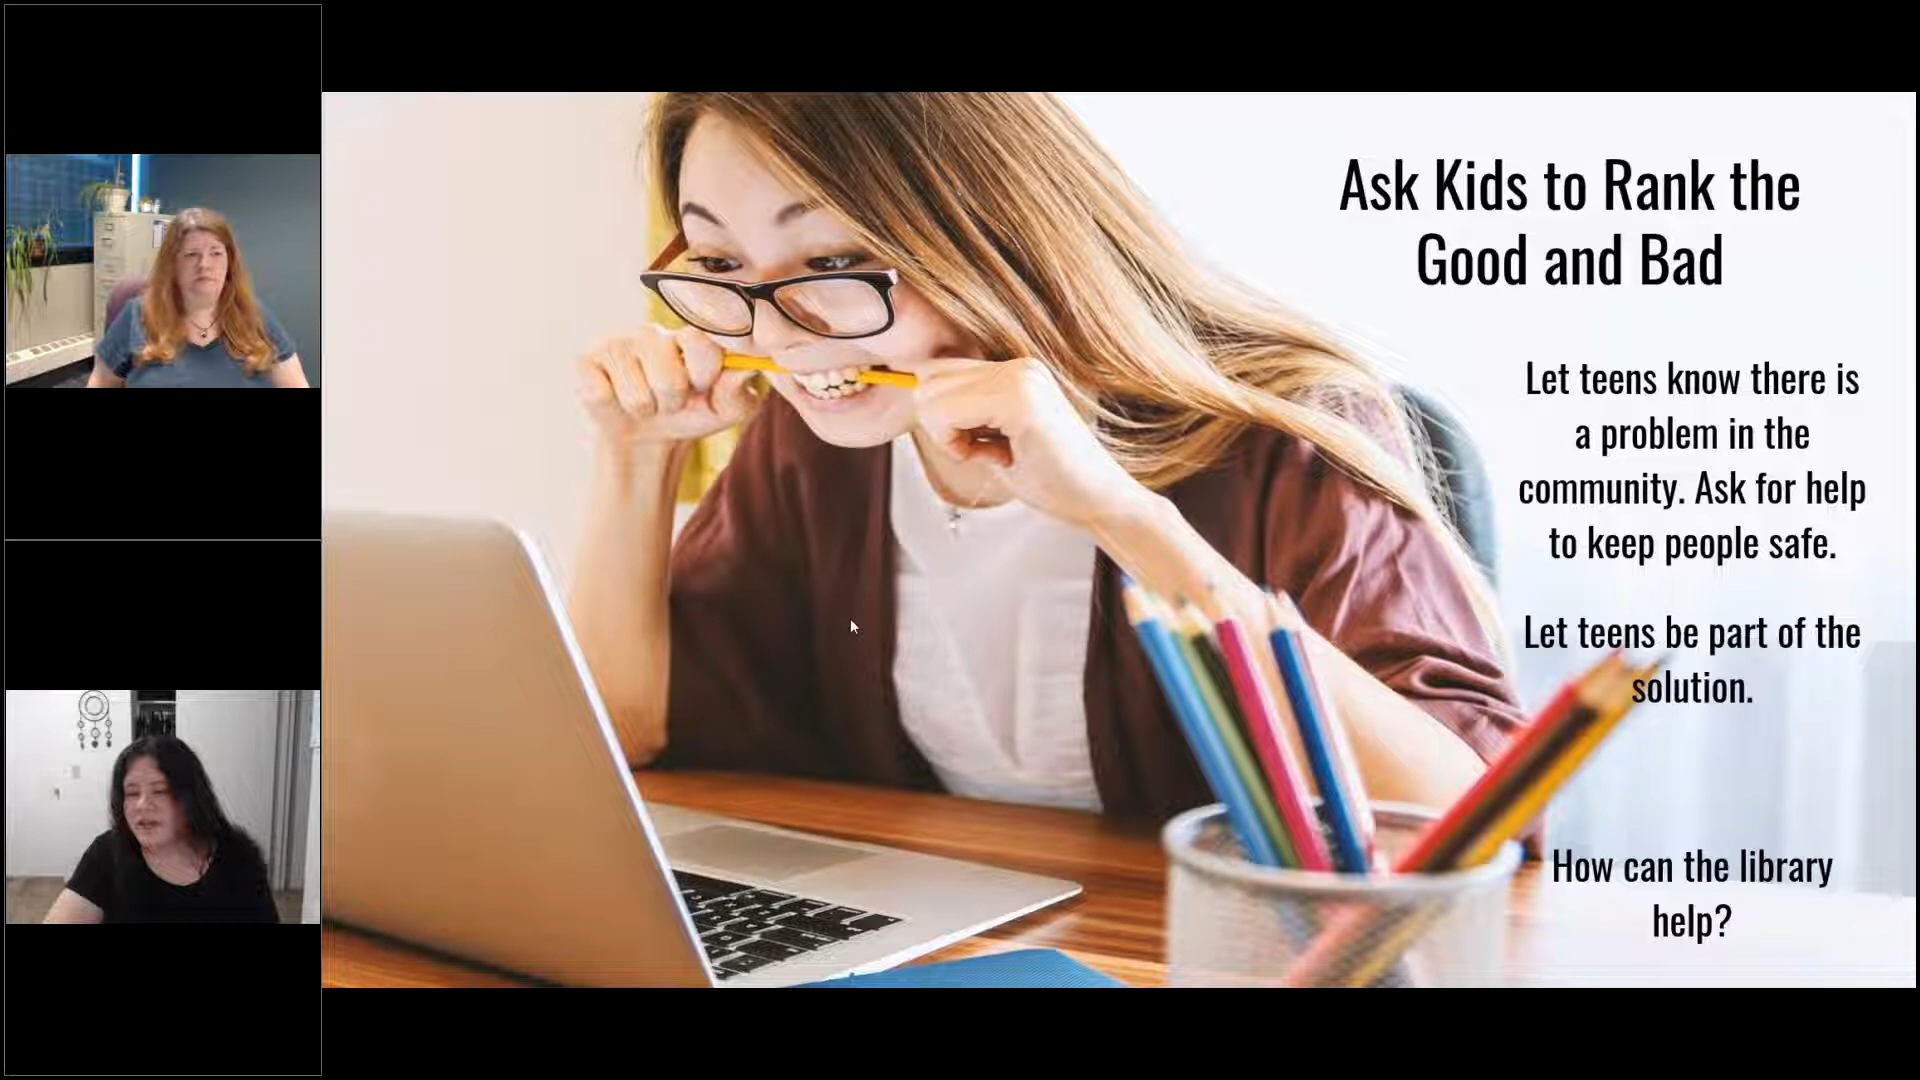 Ask Kids to Rank the
Good and Bad
Let teens know there is
a problem in the
community. Ask for help
to keep people safe.
Let teens be part of the
solution.
How can the library
help?